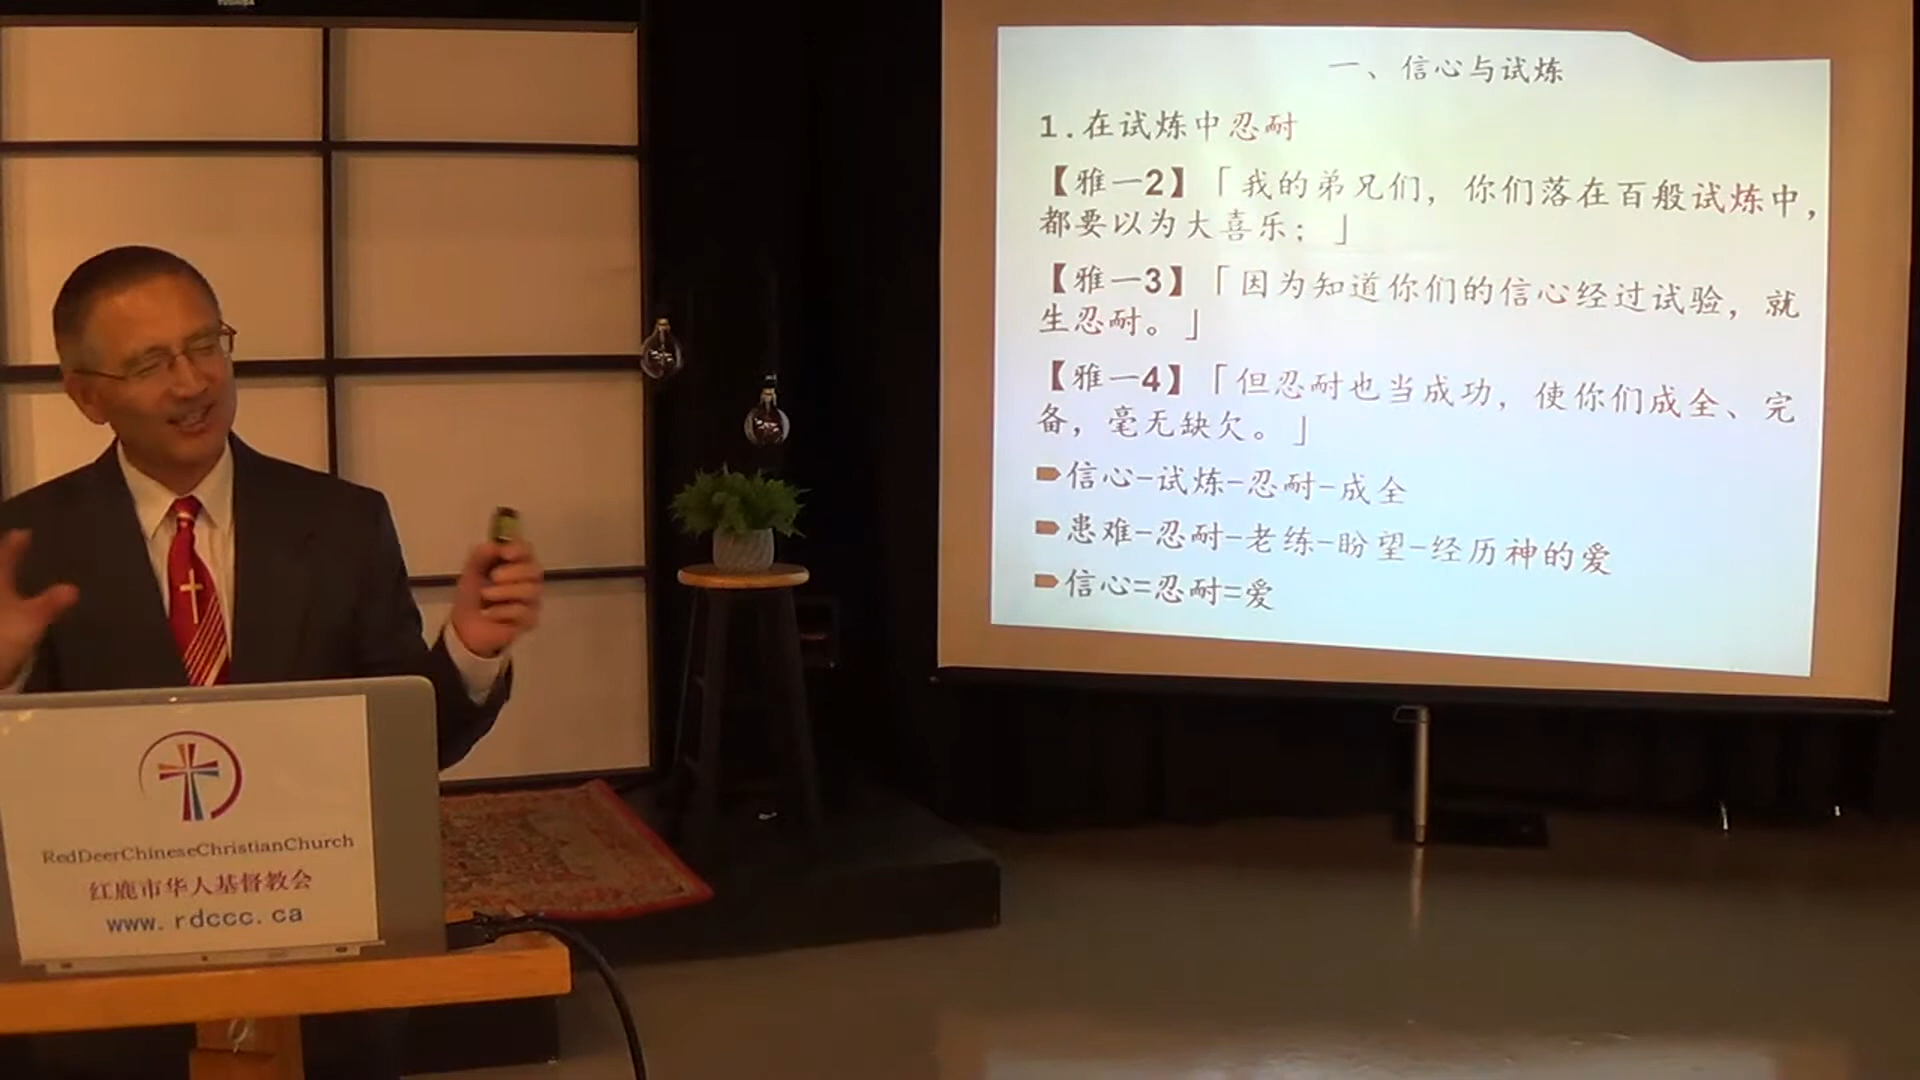 TOSHIBA
一、信心与试炼
1.在试炼中忍耐
【雅一2】「我的弟兄们，你们落在百般试炼中，
都要以为大喜乐；」
【雅一3】「因为知道你们的信心经过试验，就
生忍耐。」
【雅一4】「但忍耐也当成功，使你们成全、完
备，毫无缺欠。」
信心-试炼-忍耐-成全
患难-忍耐-老练-盼望-经历神的爱
信心=忍耐=爱
RedDeerChineseChristianChurch
红鹿市华人基督教会
www.rdccc.ca